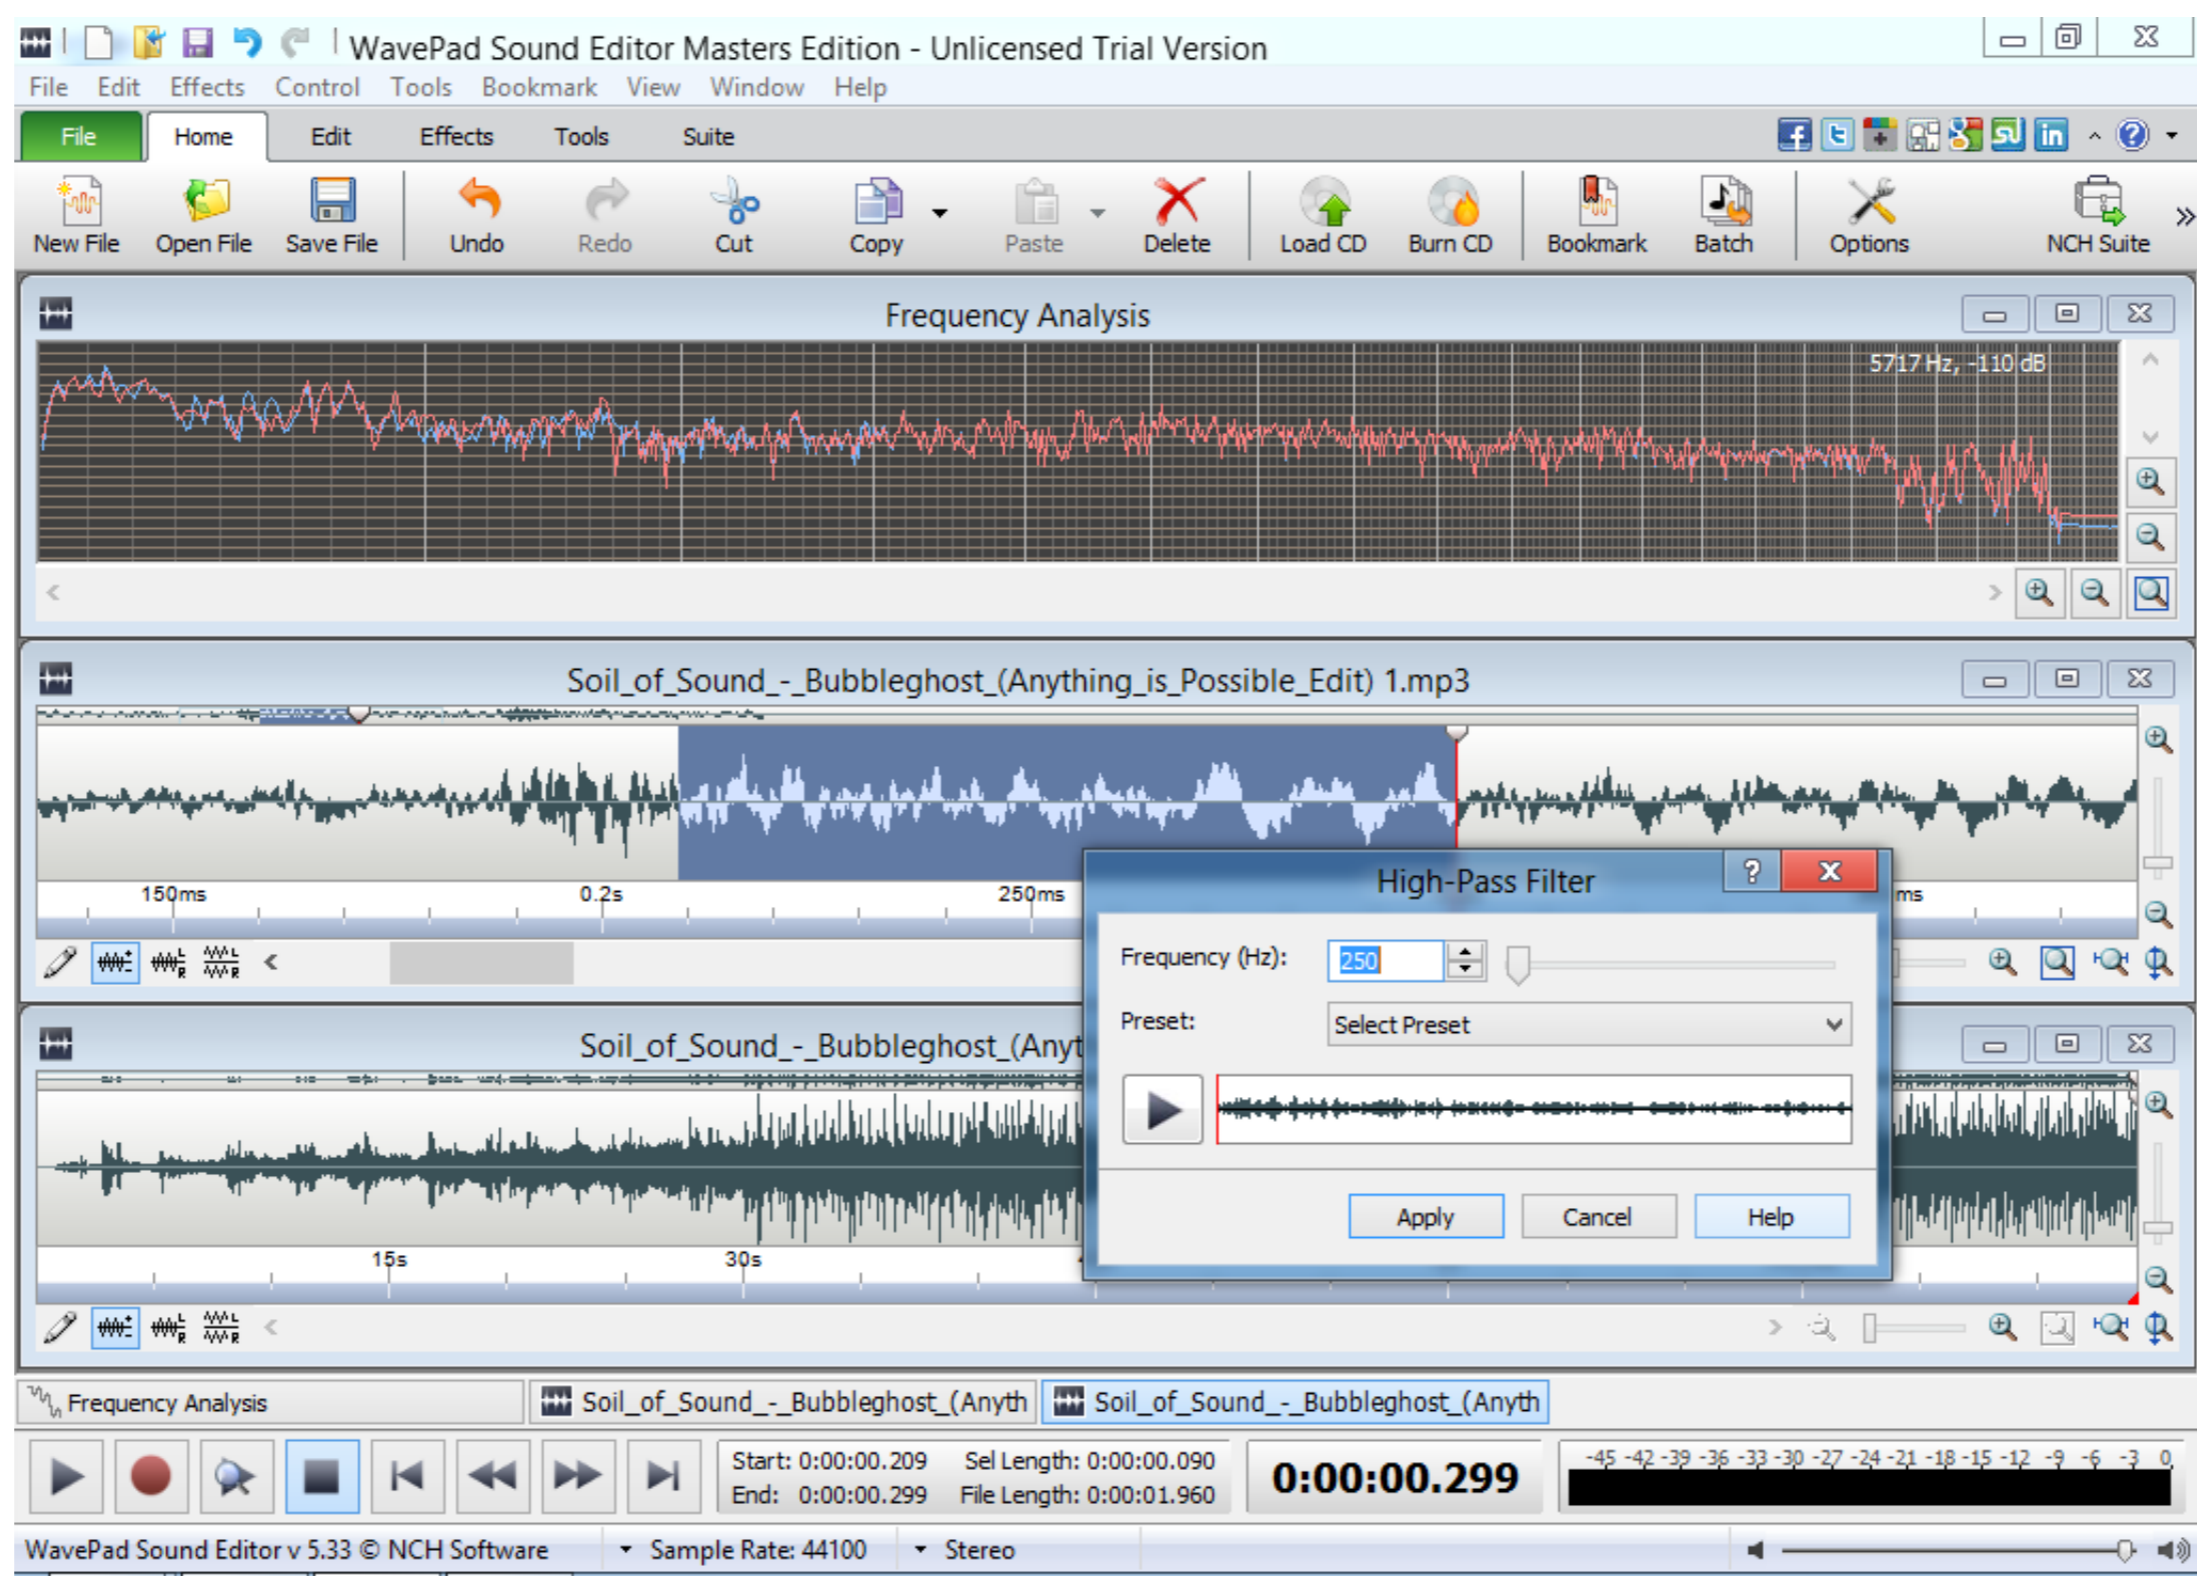 WavePad Sound Editor Masters Edition - Unlicensed Trial Version
File Edit Effects Control Tools Bookmark View Window Help
File Home Edit Effects Tools Suite
New File Open File Save File Undo Redo Cut Copy Paste Delete Load CD Burn CD Bookmark Batch Options NCH Suite
Frequency Analysis
5717 Hz, -110 dB
Soil_of_Sound_-_Bubbleghost_(Anything_is_Possible_Edit) 1.mp3
150ms 0.2s 250ms ms
High-Pass Filter
Frequency (Hz): 250
Preset: Select Preset
Apply Cancel Help
Soil_of_Sound_-_Bubbleghost_(Anyt
15s 30s
Frequency Analysis Soil_of_Sound_-_Bubbleghost_(Anyth Soil_of_Sound_-_Bubbleghost_(Anyth
Start: 0:00:00.209 Sel Length: 0:00:00.090
End: 0:00:00.299 File Length: 0:00:01.960
0:00:00.299
-45 -42 -39 -36 -33 -30 -27 -24 -21 -18 -15 -12 -9 -6 -3 0
WavePad Sound Editor v 5.33 © NCH Software Sample Rate: 44100 Stereo